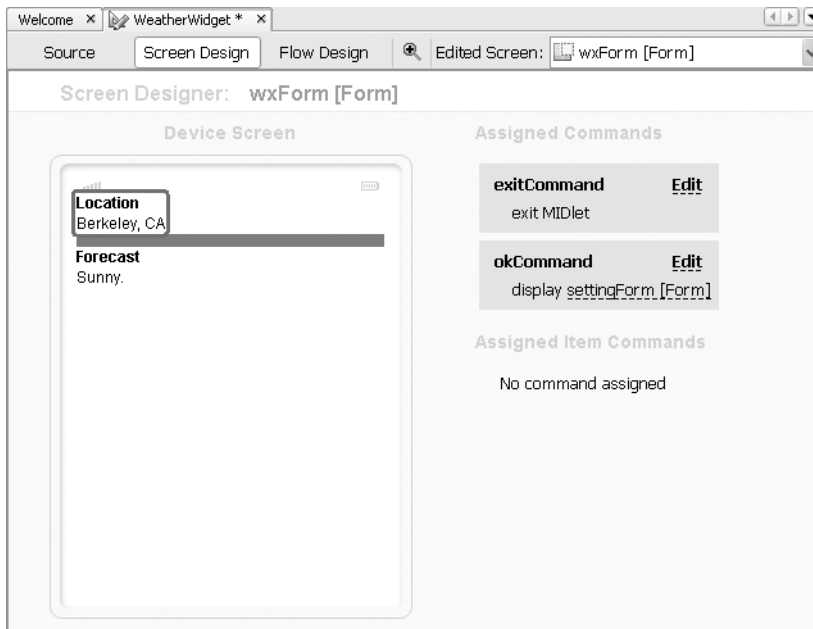 Welcome × WeatherWidget * ×
Source Screen Design Flow Design Edited Screen: wxForm [Form]
Screen Designer: wxForm [Form]
Device Screen
Location
Berkeley, CA
Forecast
Sunny.
Assigned Commands
exitCommand Edit
exit MIDlet
okCommand Edit
display settingForm [Form]
Assigned Item Commands
No command assigned